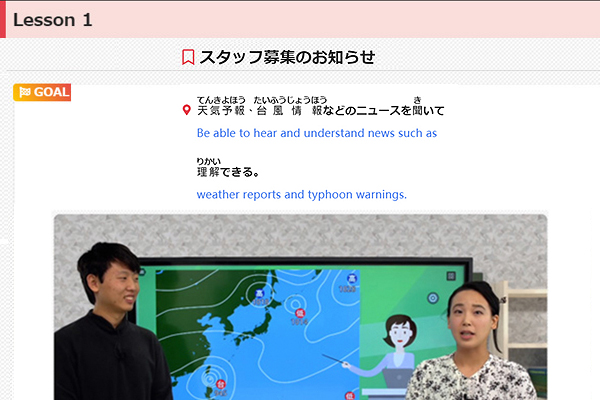 Lesson 1
スタッフ募集のお知らせ
GOAL
てんきよほう たいふうじょうほう き
天気予報、台風情報などのニュースを聞いて
Be able to hear and understand news such as
りかい
理解できる。
weather reports and typhoon warnings.
高
低
台